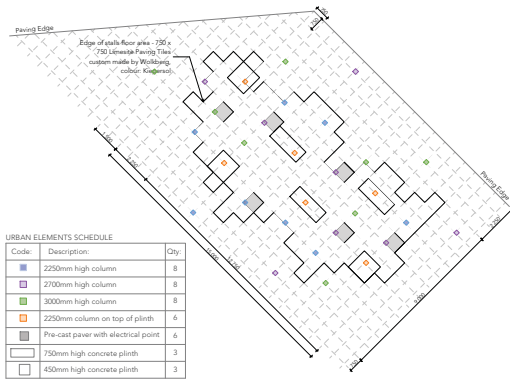 Paving Edge
Edge of stalls floor area - 750 x
750 Limesite Paving Tiles
custom made by Wolkberg,
colour: Kiepersol
Paving Edge
URBAN ELEMENTS SCHEDULE
Code: Description: Qty:
2250mm high column 8
2700mm high column 8
3000mm high column 8
2250mm column on top of plinth 6
Pre-cast paver with electrical point 6
750mm high concrete plinth 3
450mm high concrete plinth 3